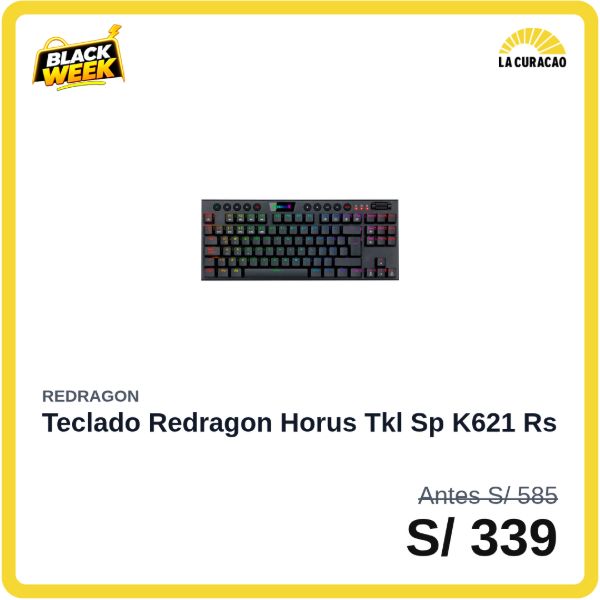 BLACK
WEEK
LA CURACAO
REDRAGON
Teclado Redragon Horus Tkl Sp K621 Rs
Antes S/ 585
S/ 339